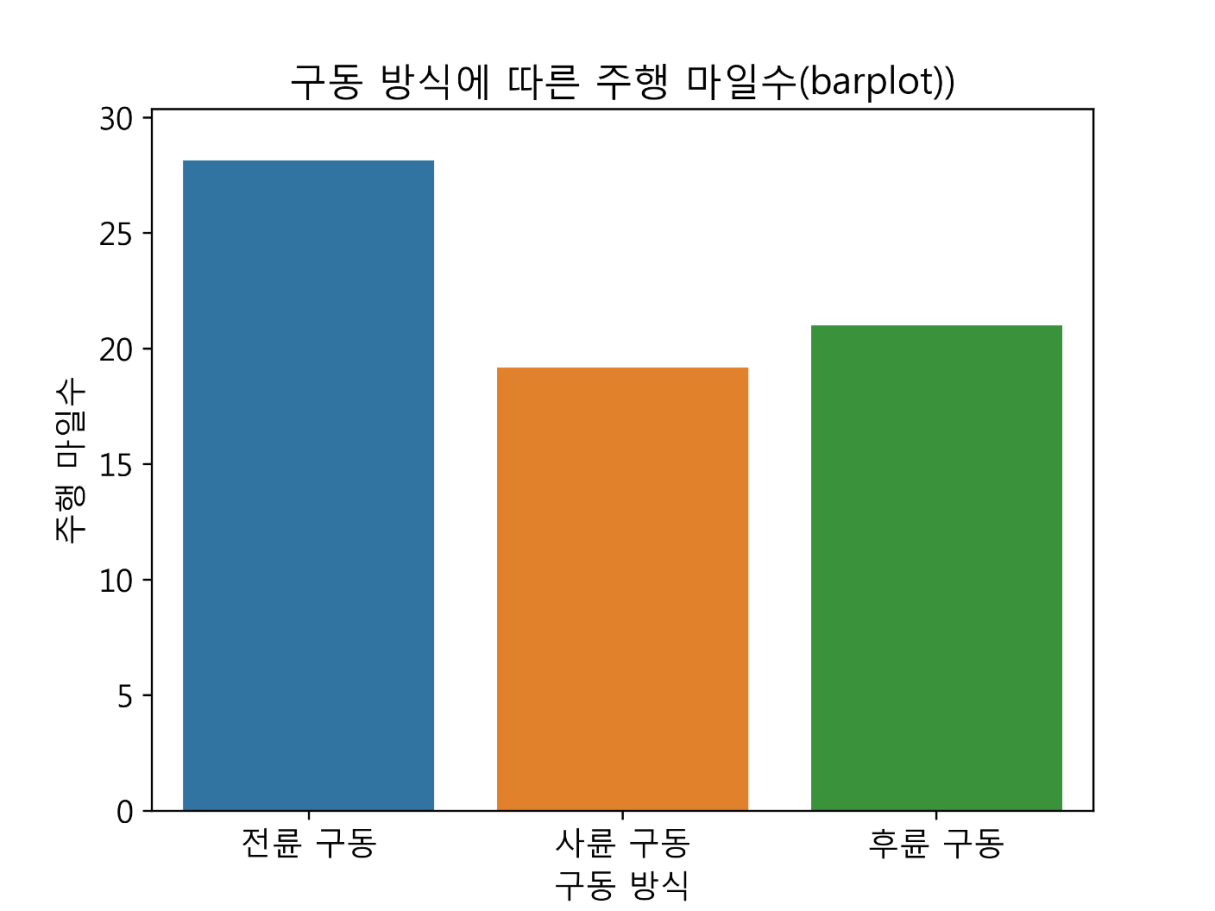 구동 방식에 따른 주행 마일수(barplot))
30
25
20
15
10
5
0
주행 마일수
전륜 구동
사륜 구동
후륜 구동
구동 방식